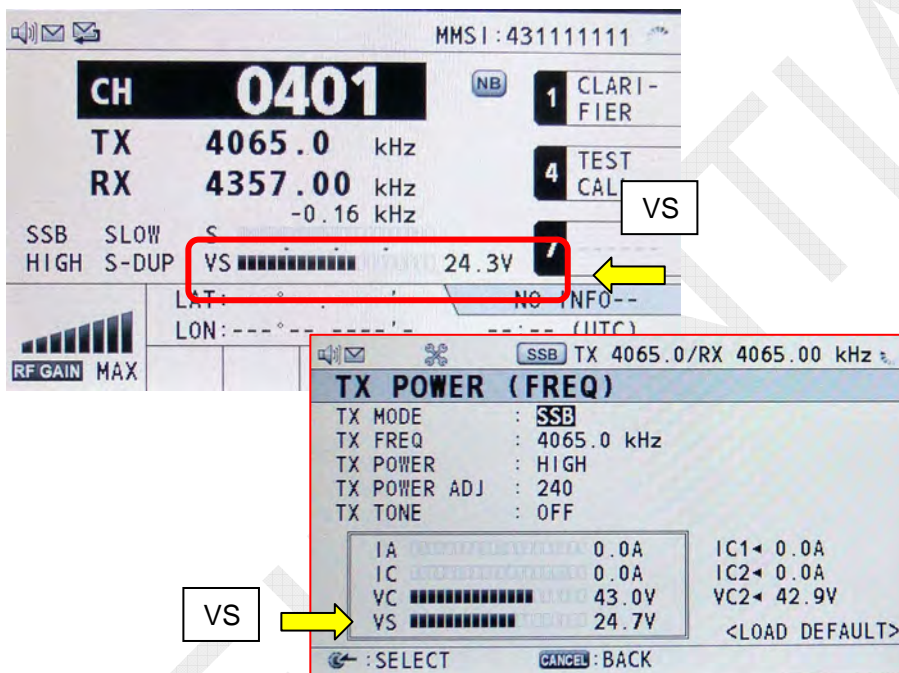 MMSI:431111111
CH 0401 NB 1 CLARI-
FIER
TX 4065.0 kHz
4 TEST
RX 4357.00 kHz
VS
-0.16 kHz
SSB SLOW S
7
HIGH S-DUP VS 24.3V
LAT:---°--.----'- NO INFO--
LON:---°--.----'- --:-- (UTC)
RF GAIN MAX
SSB TX 4065.0/RX 4065.00 kHz
TX POWER (FREQ)
TX MODE : SSB
TX FREQ : 4065.0 kHz
TX POWER : HIGH
TX POWER ADJ : 240
TX TONE : OFF
IA 0.0A IC1◂ 0.0A
IC 0.0A IC2◂ 0.0A
VC 43.0V VC2◂ 42.9V
VS
VS 24.7V <LOAD DEFAULT>
:SELECT CANCEL:BACK